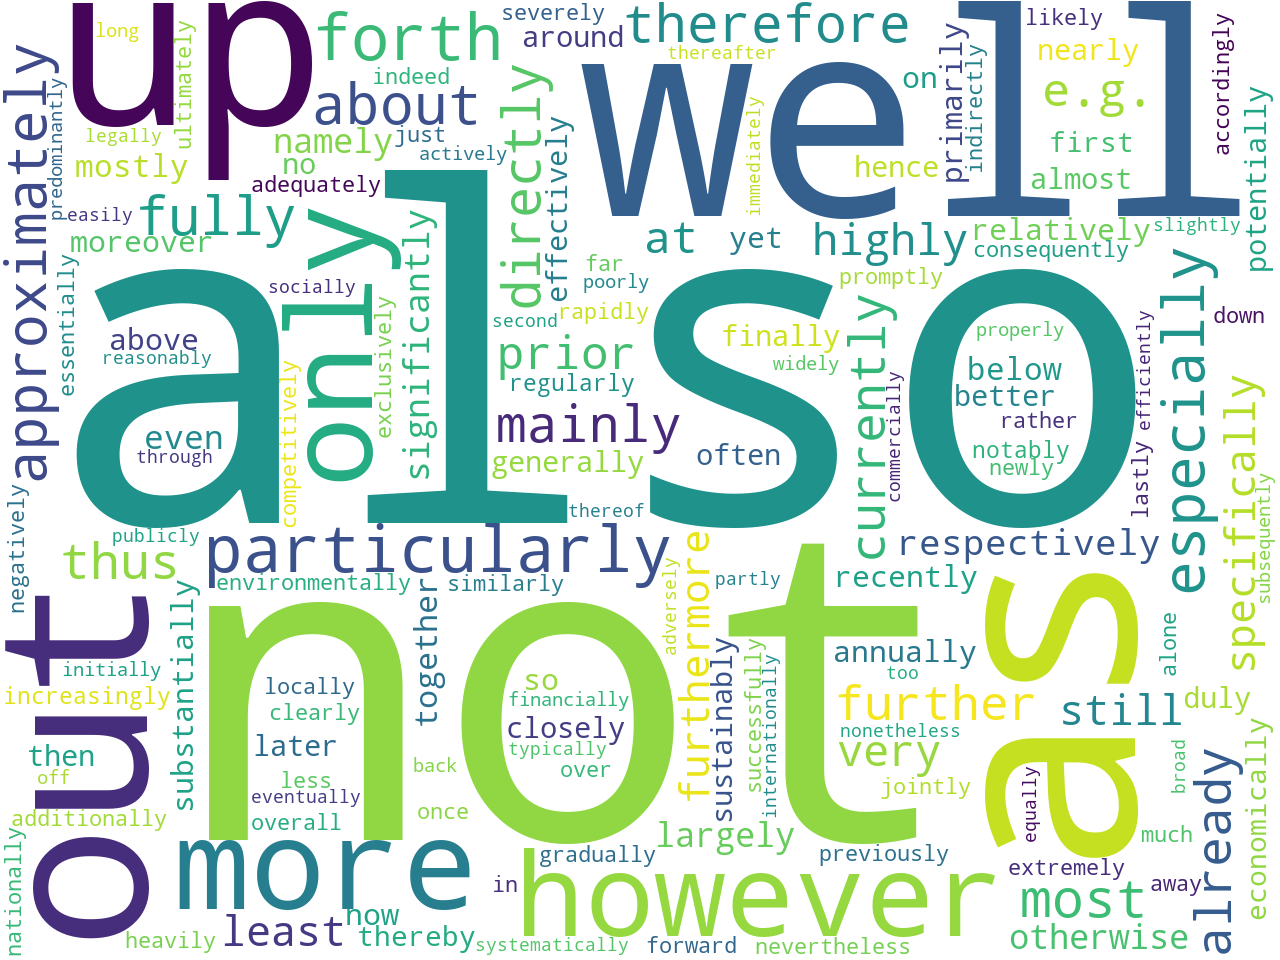 long
up
severely
around
therefore
likely
forth
thereafter
well
primarily
indirectly
nearly
accordingly
ultimately
indeed
about
on
e.g.
approximately
predominantly
legally
mostly
namely
no
just
actively
directly
effectively
immediately
hence
first
almost
potentially
adequately
easily
fully
moreover
only
significantly
at
yet
highly
relatively
consequently
slightly
essentially
socially
far
poorly
promptly
especially
above
reasonably
also
exclusively
competitively
second
rapidly
prior
regularly
finally
widely
currently
properly
below
better
rather
down
efficiently
even
through
mainly
generally
often
commercially
notably
newly
lastly
specifically
subsequently
negatively
thereof
publicly
thus
particularly
respectively
environmentally
similarly
adversely
partly
recently
out
substantially
not
together
furthermore
as
alone
initially
increasingly
locally
clearly
so
financially
sustainably
successfully
internationally
annually
too
further
still
duly
then
off
later
closely
typically
over
back
nonetheless
very
broad
economically
less
eventually
overall
once
jointly
equally
already
additionally
nationally
more
largely
much
gradually
previously
in
however
extremely
away
most
least
now
heavily
thereby
systematically
forward
nevertheless
otherwise